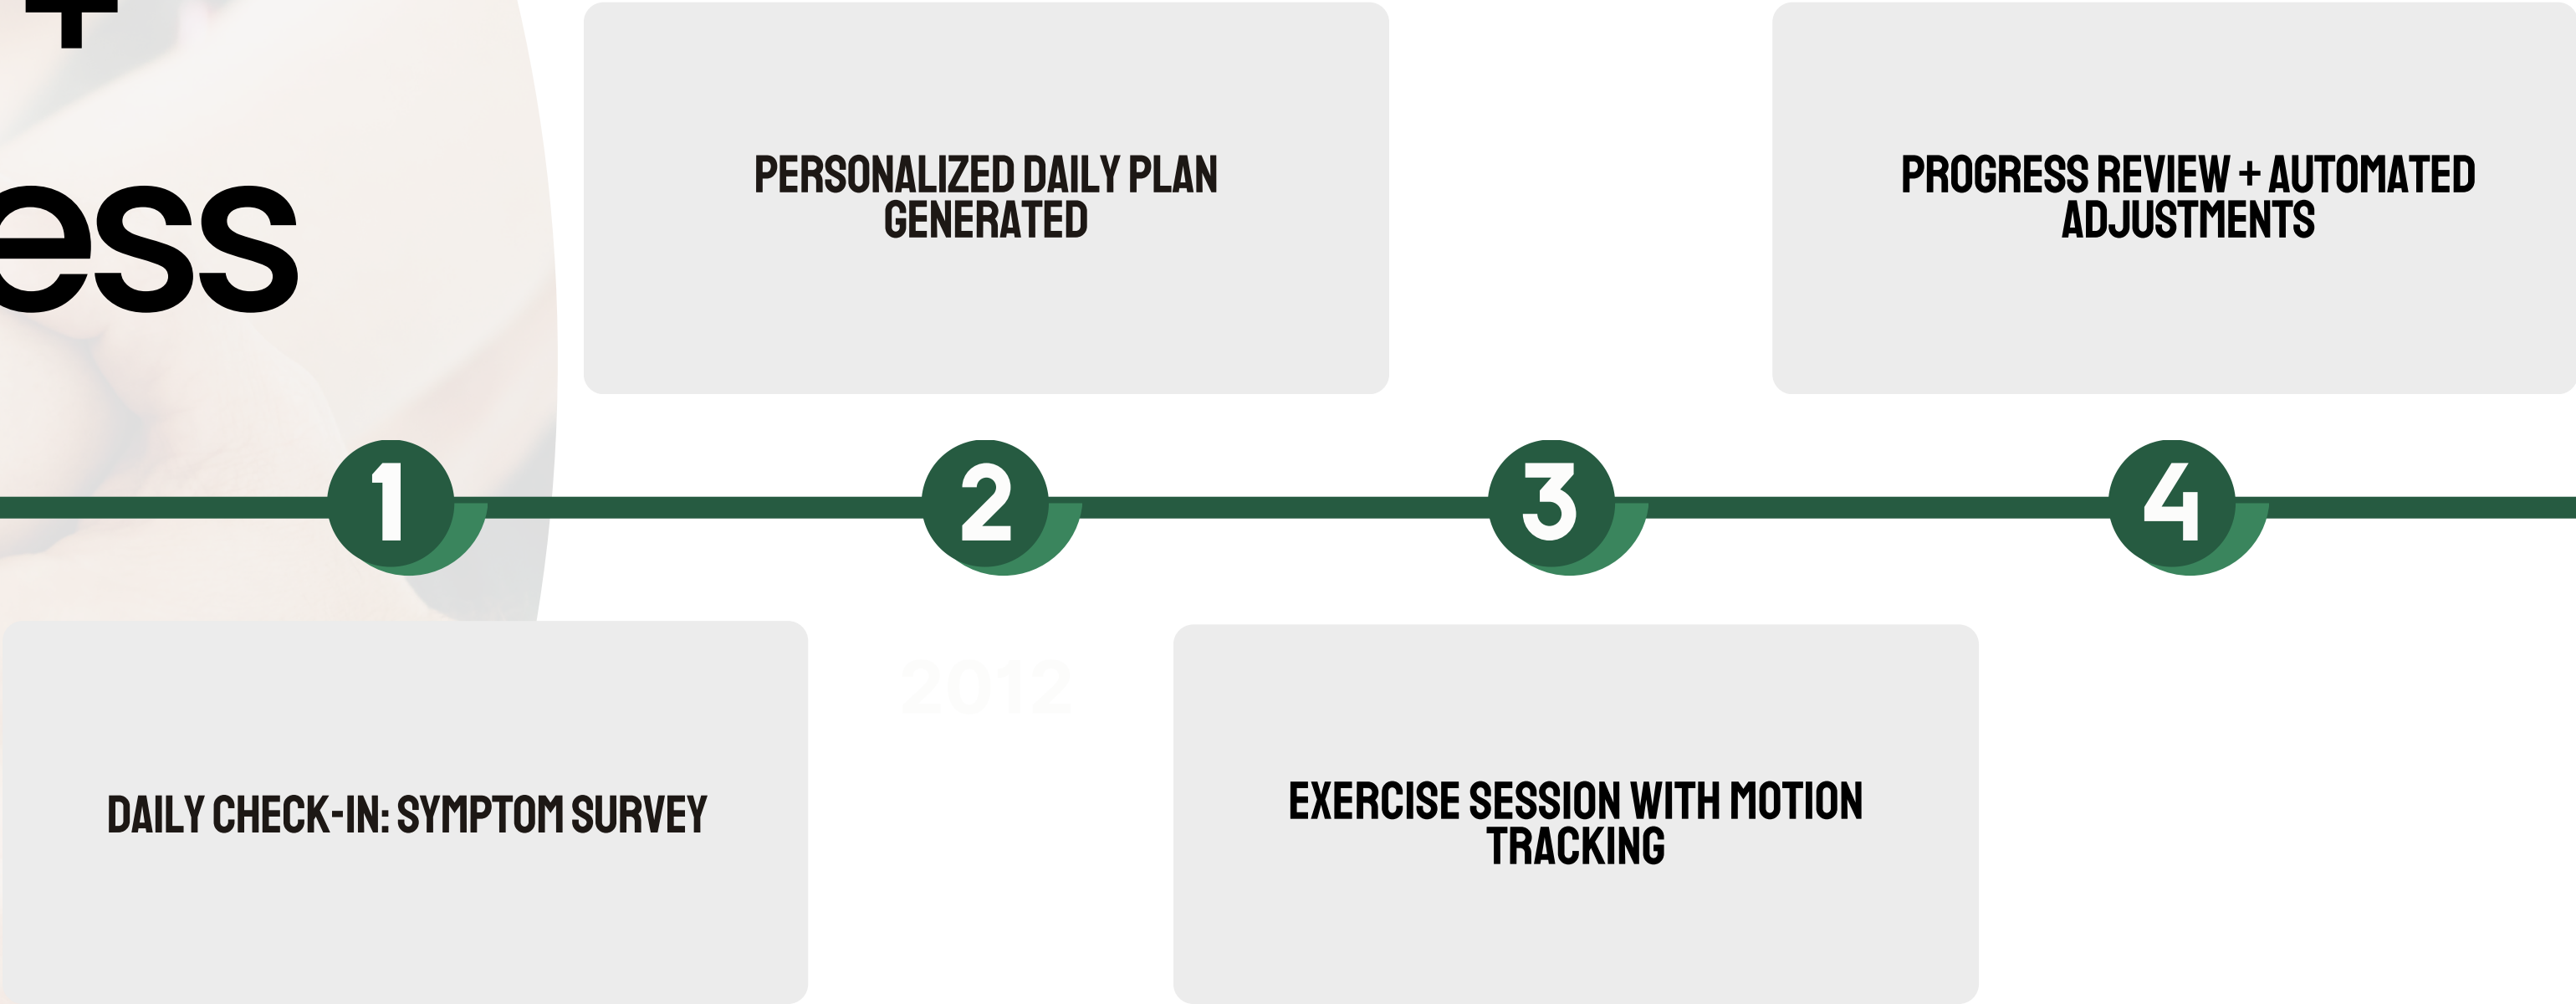 +
ess
PERSONALIZED DAILY PLAN
GENERATED
PROGRESS REVIEW + AUTOMATED
ADJUSTMENTS
1
2
3
4
2012
DAILY CHECK-IN: SYMPTOM SURVEY
EXERCISE SESSION WITH MOTION
TRACKING